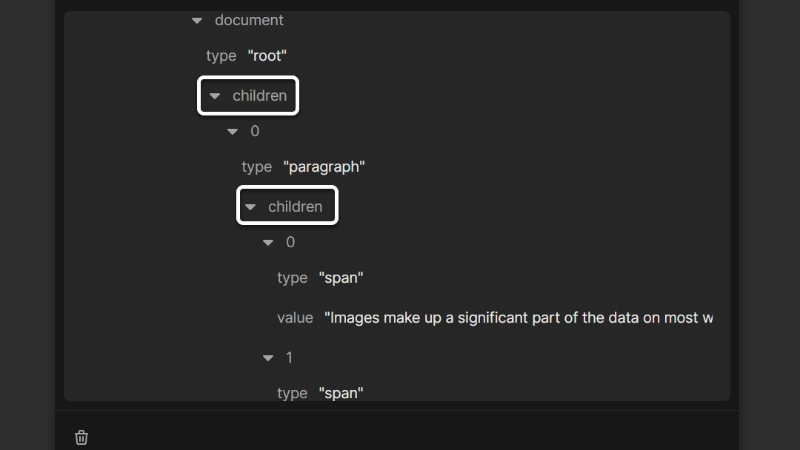 document
type "root"
children
0
type "paragraph"
children
0
type "span"
value "Images make up a significant part of the data on most w
1
type "span"